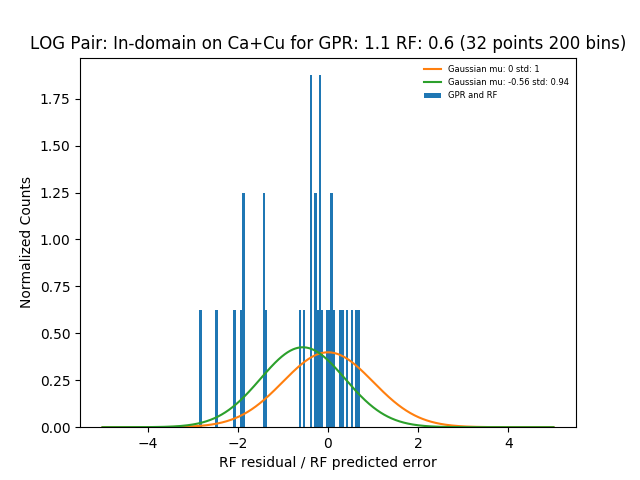 LOG Pair: In-domain on Ca+Cu for GPR: 1.1 RF: 0.6 (32 points 200 bins)
Gaussian mu: 0 std: 1
Gaussian mu: -0.56 std: 0.94
GPR and RF
Normalized Counts
1.75
1.50
1.25
1.00
0.75
0.50
0.25
0.00
−4 −2 0 2 4
RF residual / RF predicted error